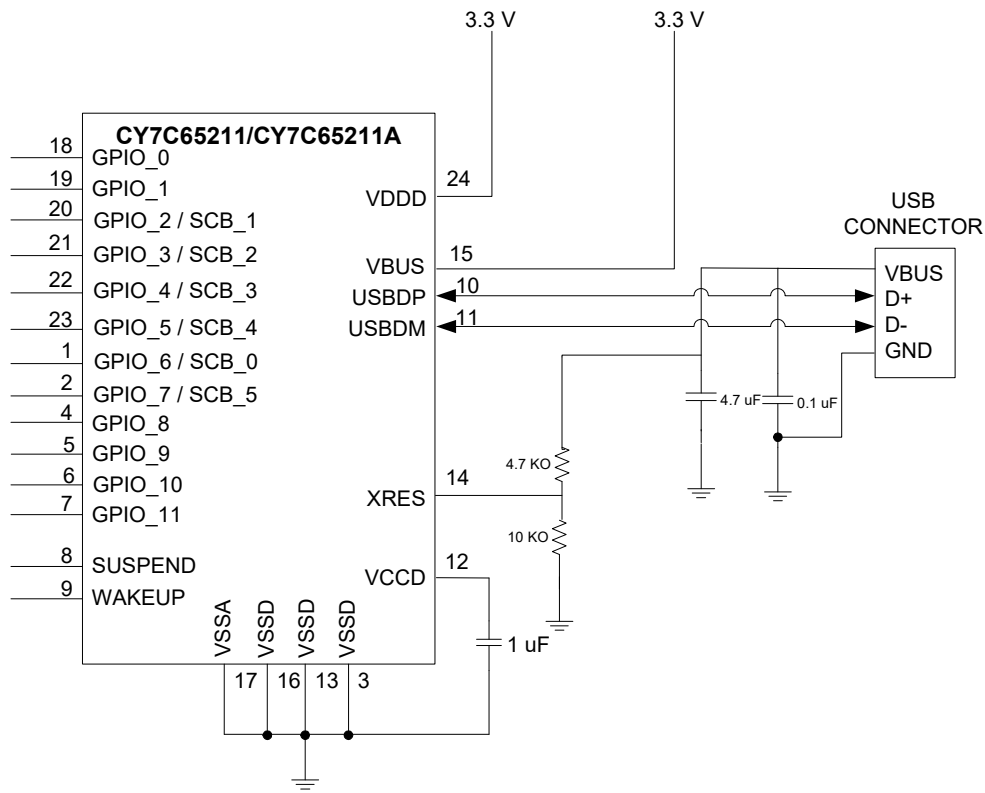 3.3 V
3.3 V
CY7C65211/CY7C65211A
18
GPIO_0
19
GPIO_1
20
GPIO_2 / SCB_1
21
GPIO_3 / SCB_2
22
GPIO_4 / SCB_3
23
GPIO_5 / SCB_4
1
GPIO_6 / SCB_0
2
GPIO_7 / SCB_5
4
GPIO_8
5
GPIO_9
6
GPIO_10
7
GPIO_11
8
SUSPEND
9
WAKEUP
VDDD
24
VBUS
15
USBDP
10
USBDM
11
XRES
14
VCCD
12
VSSA
VSSD
VSSD
VSSD
17
16
13
3
USB
CONNECTOR
VBUS
D+
D-
GND
4.7 uF
0.1 uF
4.7 KO
10 KO
1 uF